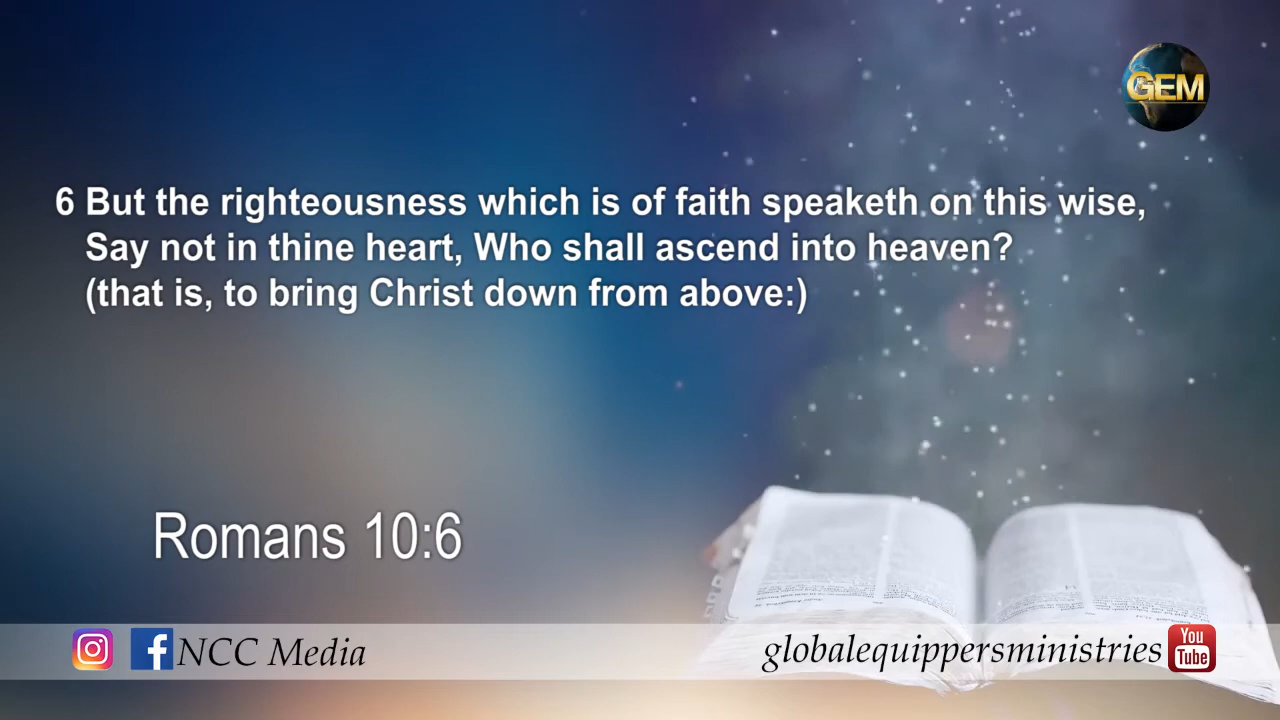 GEM
6 But the righteousness which is of faith speaketh on this wise,
Say not in thine heart, Who shall ascend into heaven?
(that is, to bring Christ down from above:)
Romans 10:6
NCC Media
globalequippersministries
You
Tube